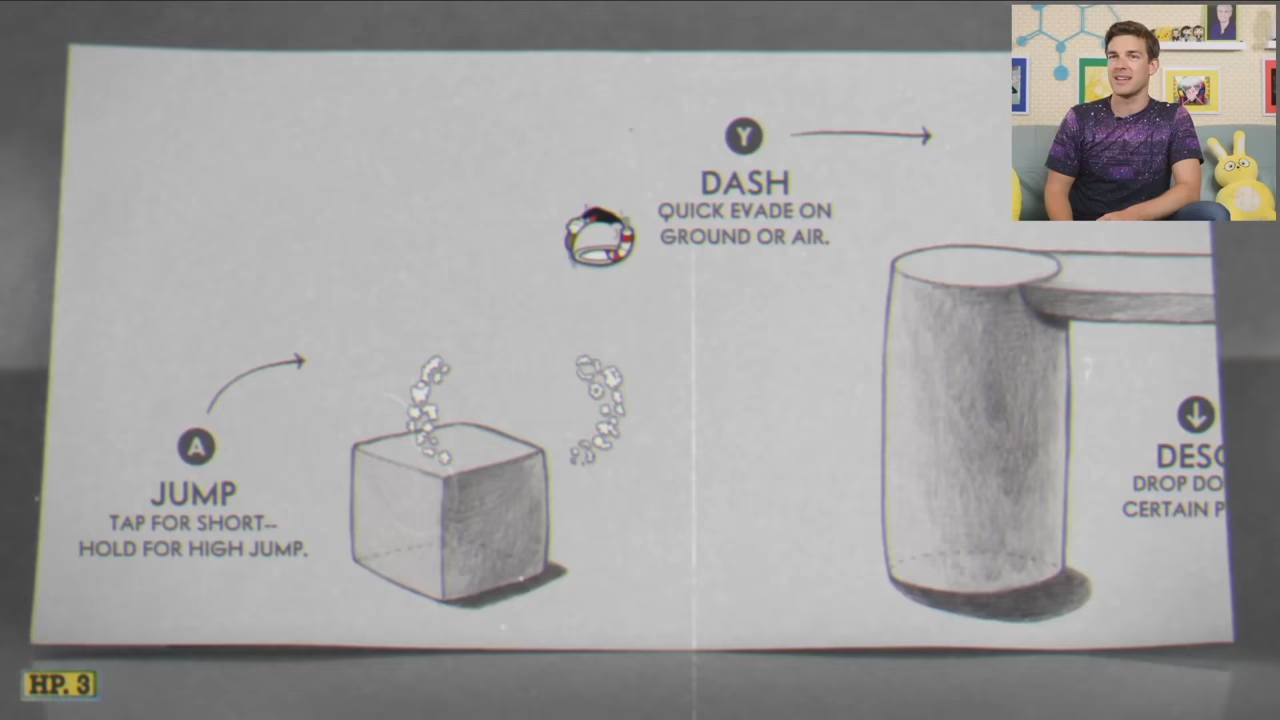 Y
DASH
QUICK EVADE ON
GROUND OR AIR.
A
JUMP
TAP FOR SHORT--
HOLD FOR HIGH JUMP.
DESC
DROP DO
CERTAIN P
HP. 3